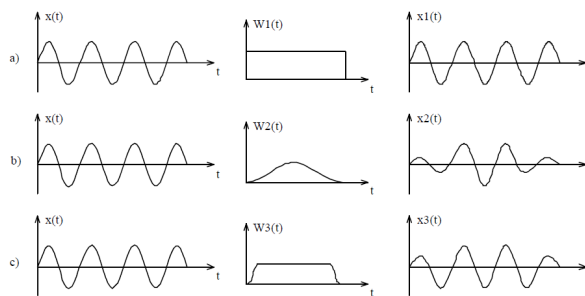 x(t) W1(t) x1(t)
a)
t t t
x(t) W2(t) x2(t)
b)
t t t
x(t) W3(t) x3(t)
c)
t t t